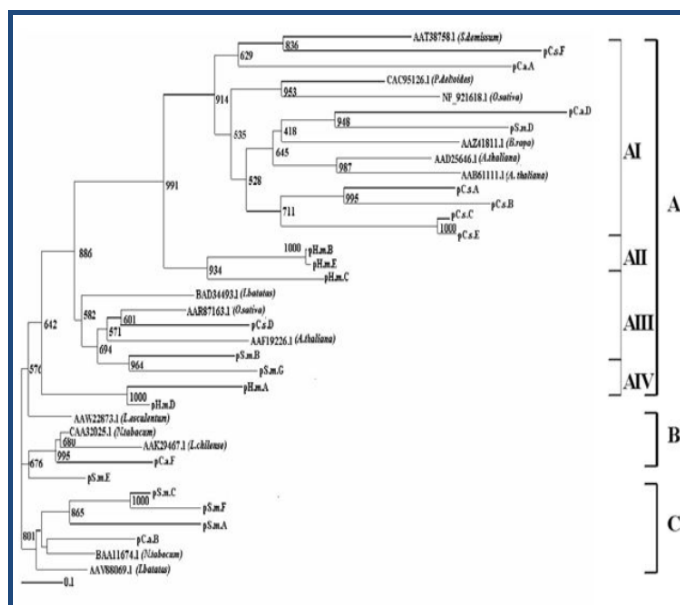 AAT38758.1 (S.demissum)
836
pC.s.F
629
pC.a.A
CAC95126.1 (P.deltoides)
914
953
NP_921618.1 (O.sativa)
pC.a.D
535
948
418
pS.m.D
AAZ41811.1 (B.rapa)
645
AAD25646.1 (A.thaliana)
AI
987
AAB61111.1 (A.thaliana)
528
pC.s.A
991
995
pC.s.B
A
711
pC.s.C
1000
pC.s.E
1000
pH.m.B
886
AII
pH.m.E
934
pH.m.C
BAD34493.1 (I.batatus)
582
AAR87163.1 (O.sativa)
601
642
pC.s.D
AIII
571
AAF19226.1 (A.thaliana)
694
pS.m.B
964
576
pS.m.G
pH.m.A
AIV
1000
pH.m.D
AAW22873.1 (L.esculentum)
CAA32025.1 (N.tabacum)
680
B
AAK29467.1 (L.chilense)
995
676
pC.a.F
pS.m.E
pS.m.C
1000
pS.m.F
865
C
pS.m.A
801
pC.a.B
BAA11674.1 (N.tabacum)
AAV88069.1 (I.batatus)
0.1